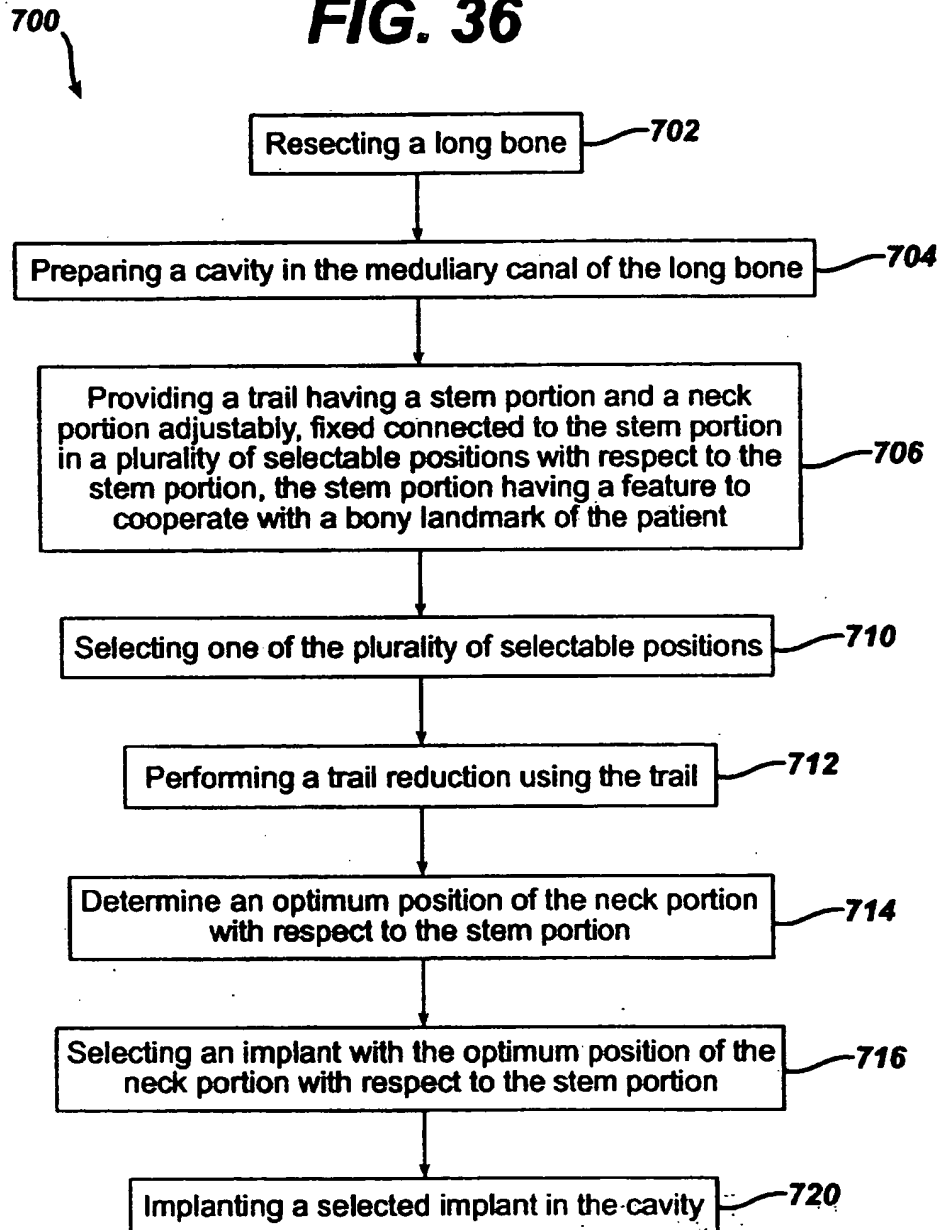 FIG. 36
700
Resecting a long bone
702
Preparing a cavity in the meduliary canal of the long bone
704
Providing a trail having a stem portion and a neck
portion adjustably, fixed connected to the stem portion
in a plurality of selectable positions with respect to the
stem portion, the stem portion having a feature to
cooperate with a bony landmark of the patient
706
Selecting one of the plurality of selectable positions
710
Performing a trail reduction using the trail
712
Determine an optimum position of the neck portion
with respect to the stem portion
714
Selecting an implant with the optimum position of the
neck portion with respect to the stem portion
716
Implanting a selected implant in the cavity
720